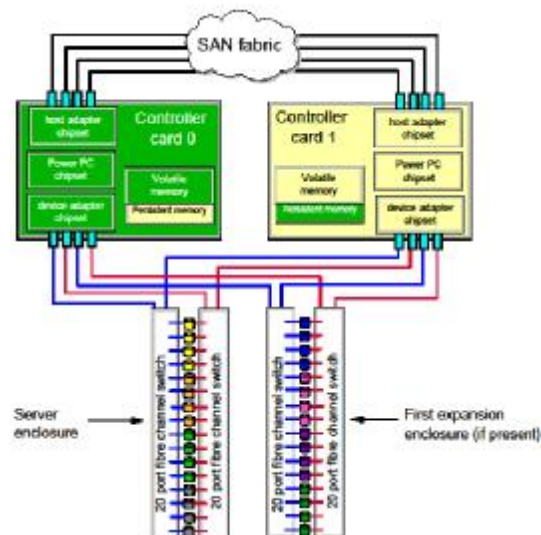 SAN fabric
host adapter
chipset
Controller
card 0
Power PC
chipset
Volatile
memory
Persistent memory
device adapter
chipset
Controller
card 1
host adapter
chipset
Power PC
chipset
Volatile
memory
Persistent memory
device adapter
chipset
Server
enclosure
20 port fibre channel switch
20 port fibre channel switch
20 port fibre channel switch
20 port fibre channel switch
First expansion
enclosure (if present)